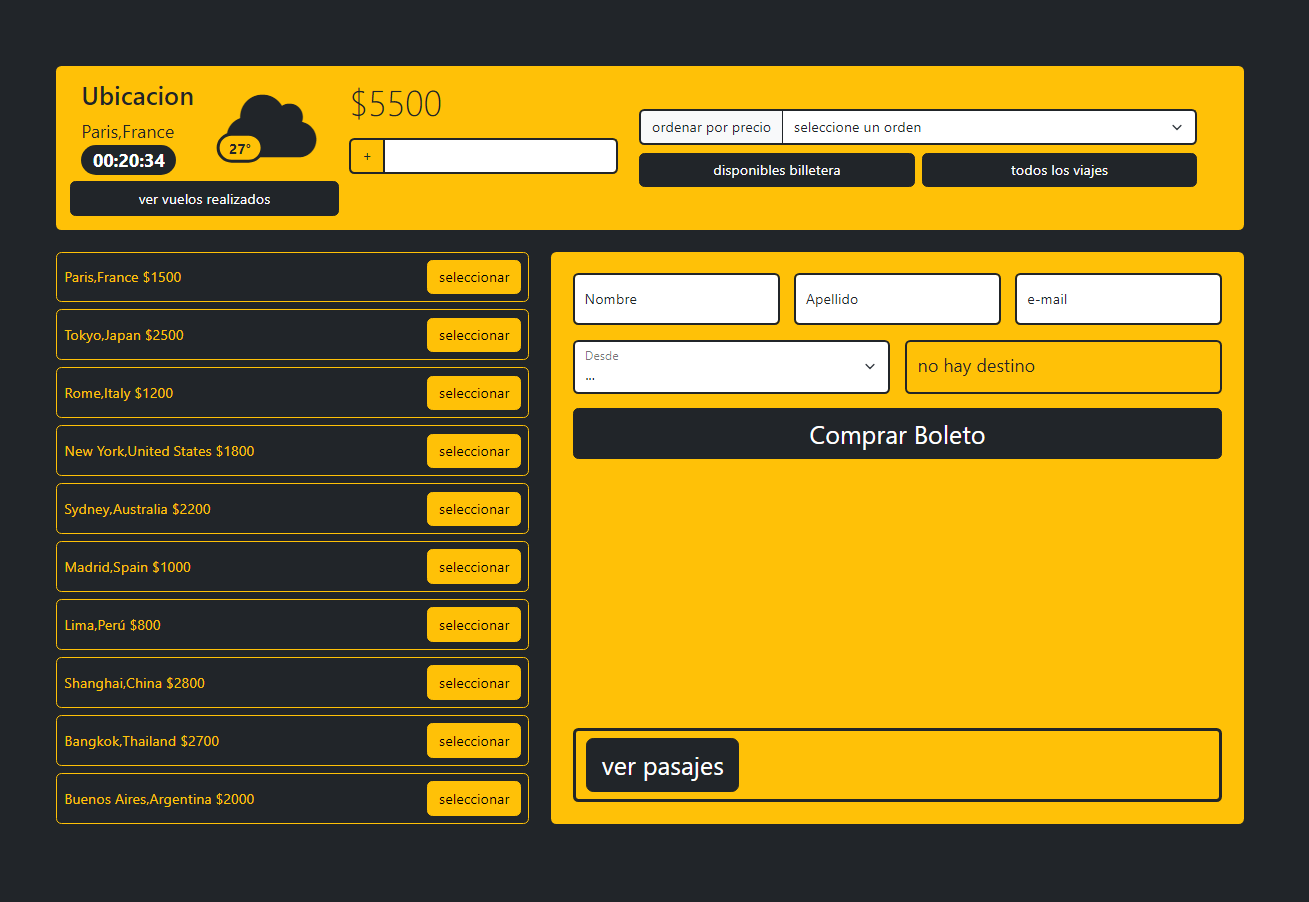 Ubicacion
Paris,France
00:20:34
27°
ver vuelos realizados
$5500
+
ordenar por precio
seleccione un orden
disponibles billetera
todos los viajes
Paris,France $1500
seleccionar
Tokyo,Japan $2500
seleccionar
Rome,Italy $1200
seleccionar
New York,United States $1800
seleccionar
Sydney,Australia $2200
seleccionar
Madrid,Spain $1000
seleccionar
Lima,Perú $800
seleccionar
Shanghai,China $2800
seleccionar
Bangkok,Thailand $2700
seleccionar
Buenos Aires,Argentina $2000
seleccionar
Nombre
Apellido
e-mail
Desde
...
no hay destino
Comprar Boleto
ver pasajes